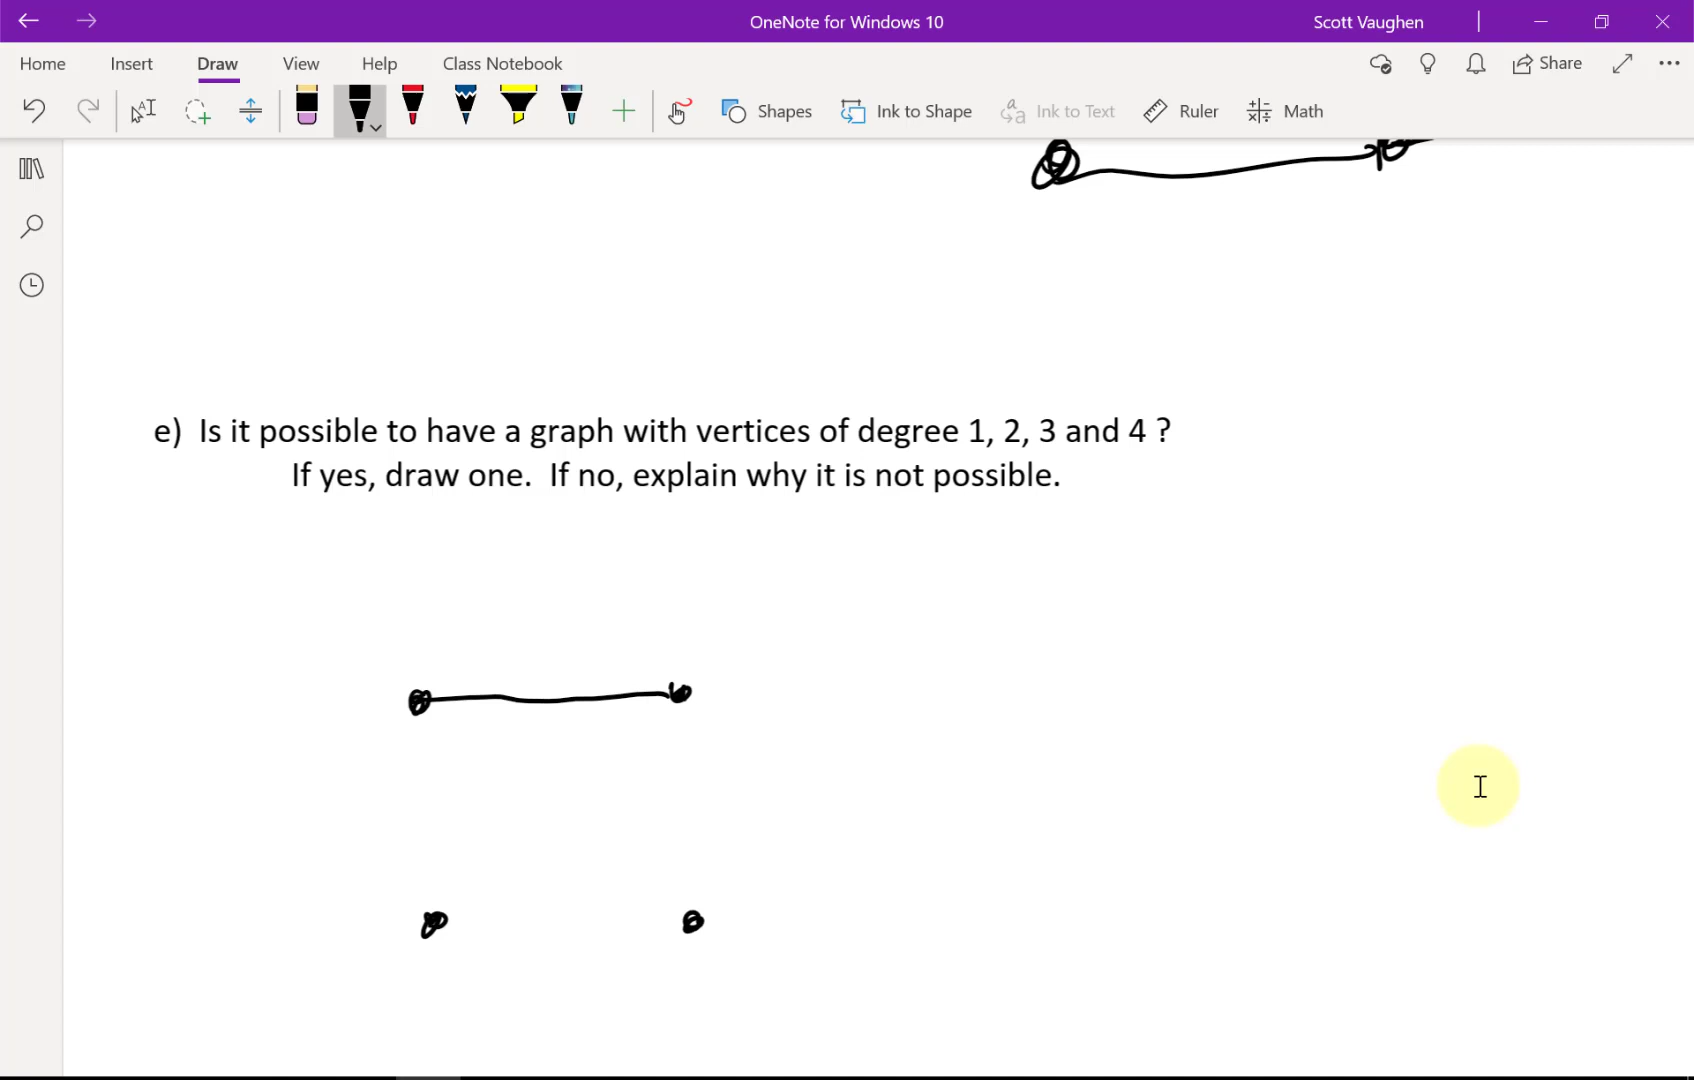 OneNote for Windows 10
Scott Vaughen
Home Insert Draw View Help Class Notebook
Share
Shapes Ink to Shape Ink to Text Ruler Math
e) Is it possible to have a graph with vertices of degree 1, 2, 3 and 4 ?
If yes, draw one. If no, explain why it is not possible.